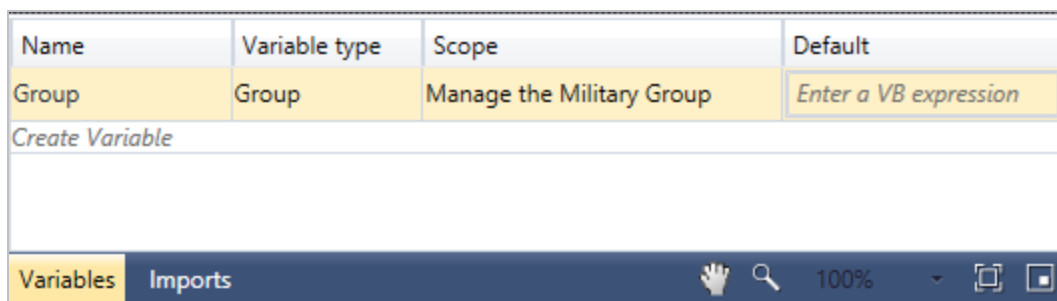 Name Variable type Scope Default
Group Group Manage the Military Group Enter a VB expression
Create Variable
Variables Imports 100%